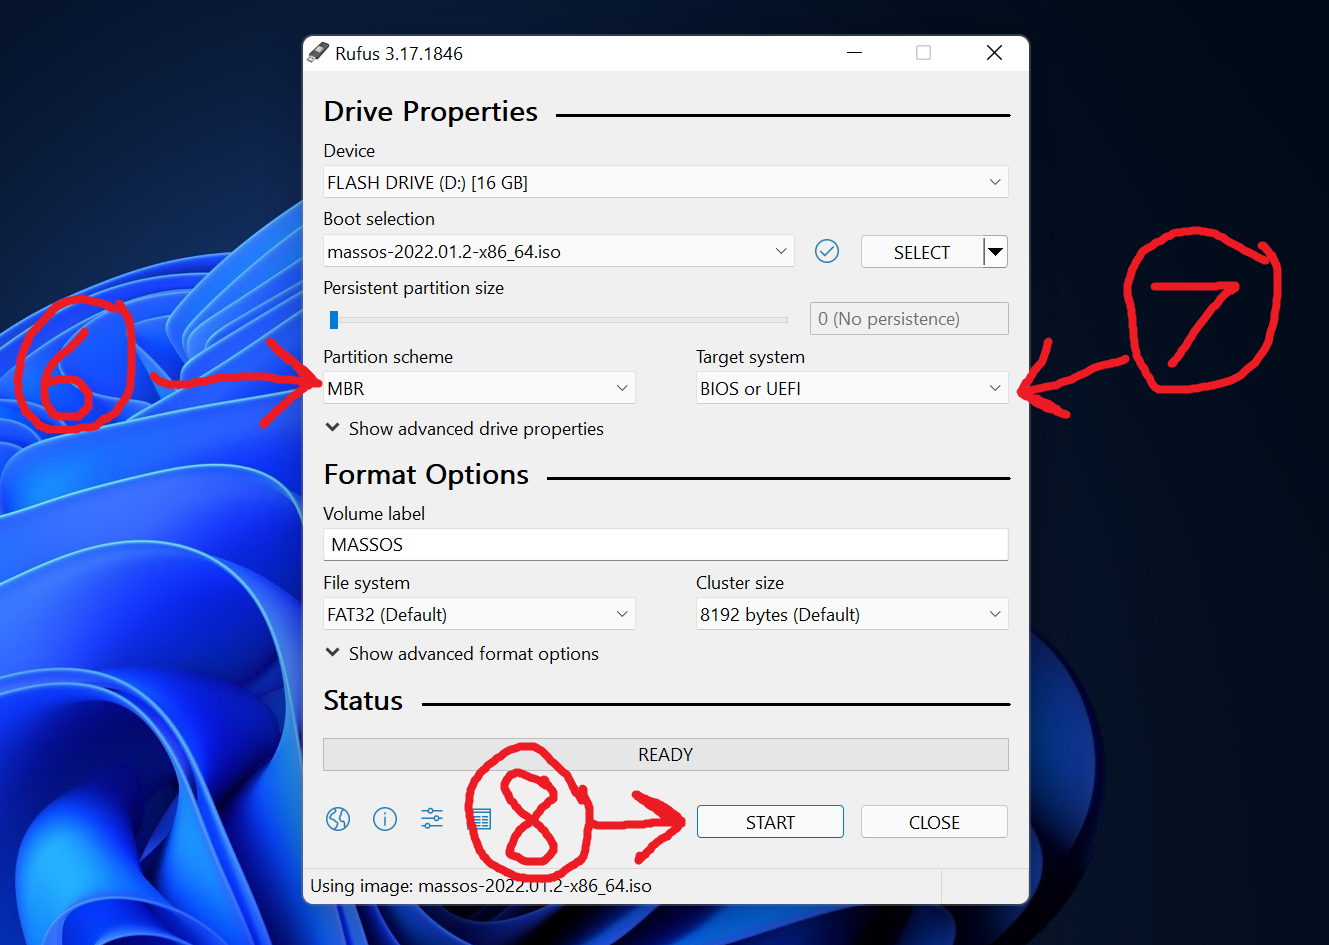 Rufus 3.17.1846
Drive Properties
Device
FLASH DRIVE (D:) [16 GB]
Boot selection
massos-2022.01.2-x86_64.iso
SELECT
Persistent partition size
0 (No persistence)
7
6
Partition scheme
Target system
MBR
BIOS or UEFI
Show advanced drive properties
Format Options
Volume label
MASSOS
File system
Cluster size
FAT32 (Default)
8192 bytes (Default)
Show advanced format options
Status
READY
8
START
CLOSE
Using image: massos-2022.01.2-x86_64.iso